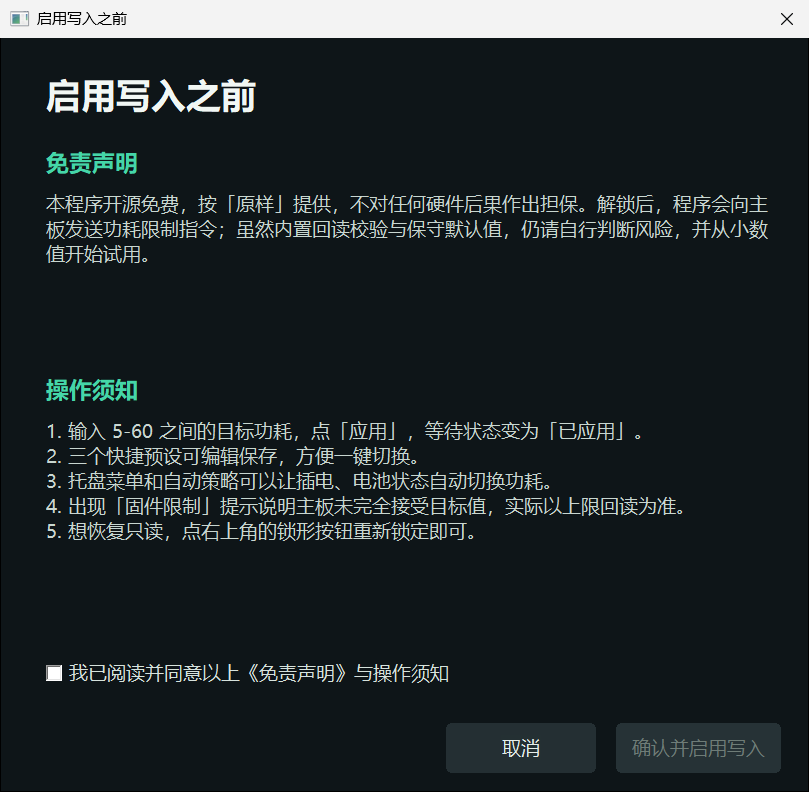 启用写入之前
启用写入之前
免责声明
本程序开源免费，按「原样」提供，不对任何硬件后果作出担保。解锁后，程序会向主
板发送功耗限制指令；虽然内置回读校验与保守默认值，仍请自行判断风险，并从小数
值开始试用。
操作须知
1. 输入 5-60 之间的目标功耗，点「应用」，等待状态变为「已应用」。
2. 三个快捷预设可编辑保存，方便一键切换。
3. 托盘菜单和自动策略可以让插电、电池状态自动切换功耗。
4. 出现「固件限制」提示说明主板未完全接受目标值，实际以上限回读为准。
5. 想恢复只读，点右上角的锁形按钮重新锁定即可。
我已阅读并同意以上《免责声明》与操作须知
取消
确认并启用写入